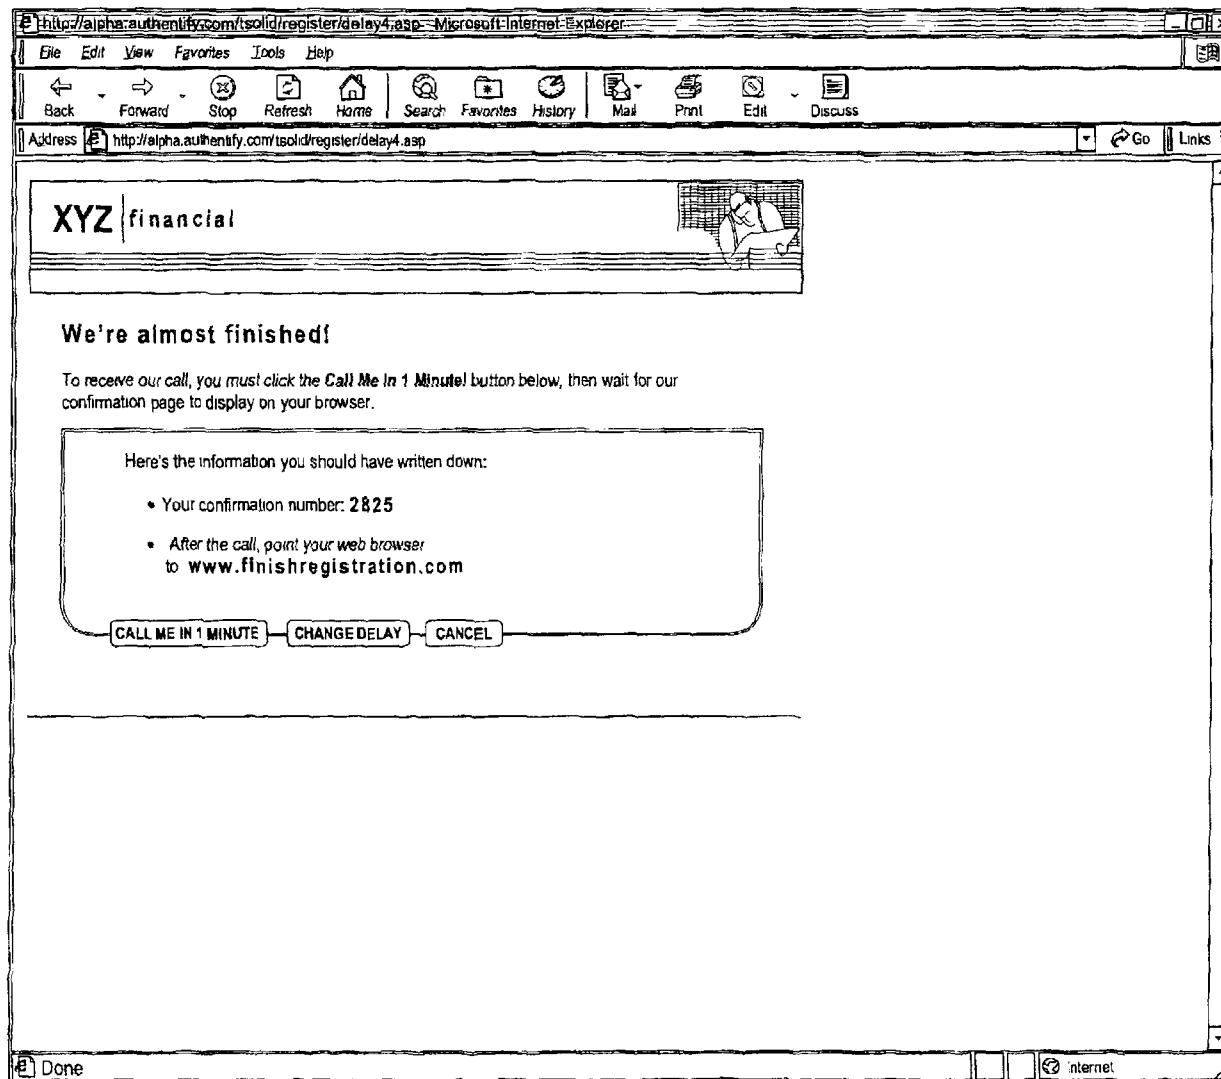 http://alpha.authentify.com/tsolid/register/delay4.asp - Microsoft Internet Explorer
File Edit View Favorites Tools Help
Back Forward Stop Refresh Home Search Favorites History Mail Print Edit Discuss
Address http://alpha.authentify.com/tsolid/register/delay4.asp Go Links
XYZ financial
We're almost finished!
To receive our call, you must click the Call Me In 1 Minute! button below, then wait for our
confirmation page to display on your browser.
Here's the information you should have written down:
• Your confirmation number: 2825
• After the call, point your web browser
to www.finishregistration.com
CALL ME IN 1 MINUTE CHANGE DELAY CANCEL
Done Internet